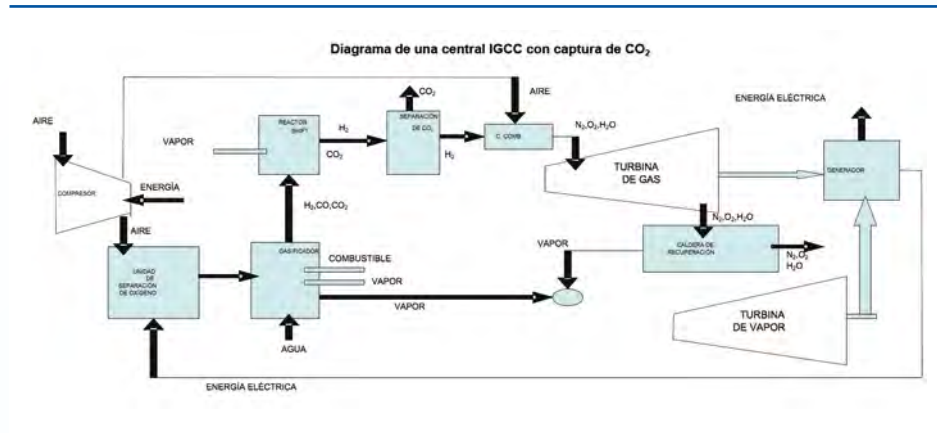 Diagrama de una central IGCC con captura de CO₂
CO₂
AIRE
ENERGÍA ELÉCTRICA
AIRE
REACTOR
SHIFT
H₂
CO₂
SEPARACIÓN
DE CO₂
H₂
C. COMB.
N₂,O₂,H₂O
VAPOR
TURBINA
DE GAS
GENERADOR
COMPRESOR
ENERGÍA
H₂,CO,CO₂
AIRE
N₂,O₂,H₂O
VAPOR
CALDERA DE
RECUPERACIÓN
N₂,O₂
H₂O
UNIDAD
DE
SEPARACIÓN
DE OXÍGENO
GASIFICADOR
COMBUSTIBLE
VAPOR
VAPOR
TURBINA
DE VAPOR
AGUA
ENERGÍA ELÉCTRICA